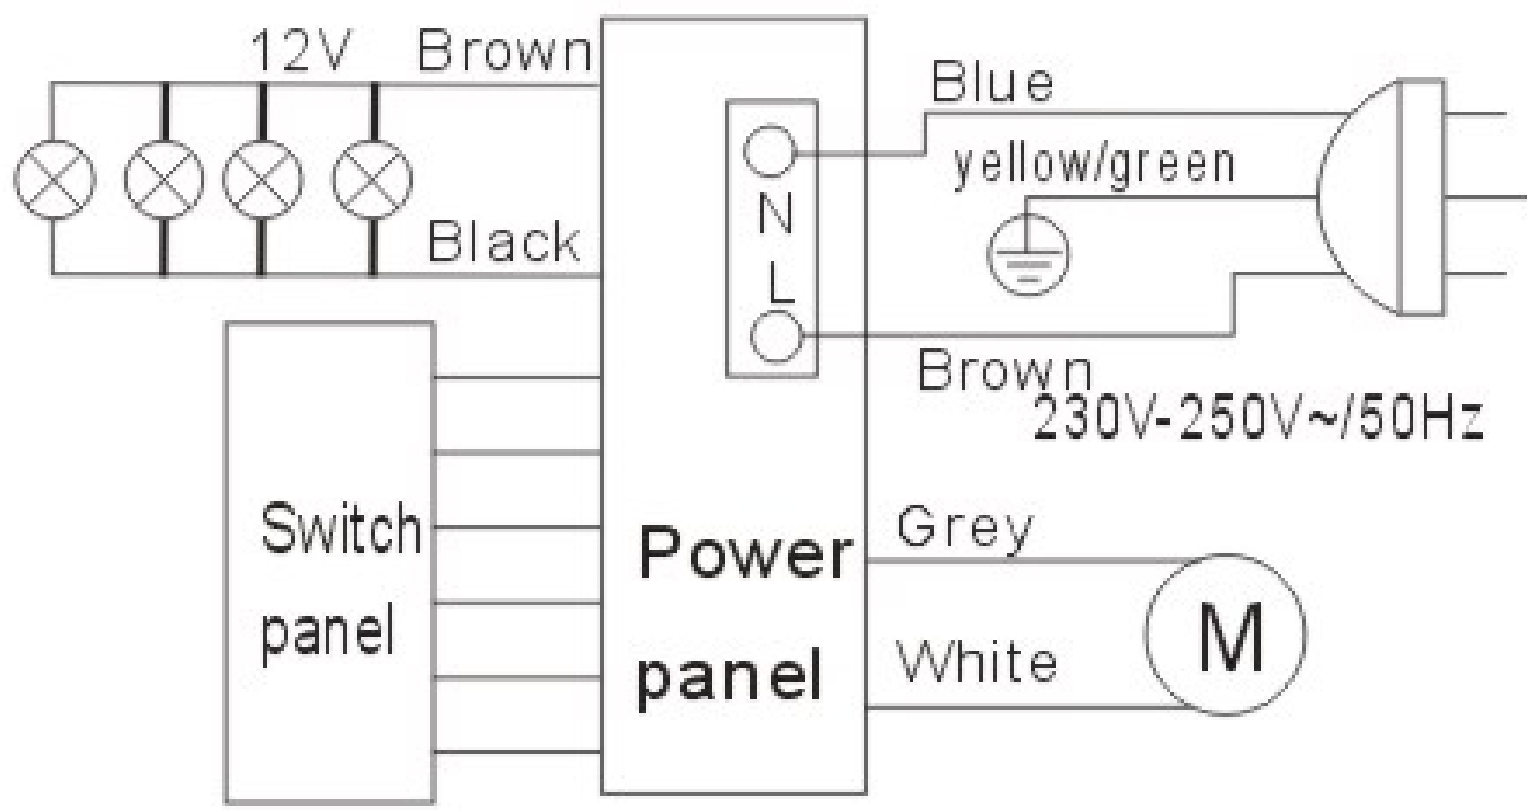 12V Brown
Blue
yellow/green
N
Black
L
Brown
230V-250V~/50Hz
Switch
panel
Power
panel
Grey
White
M